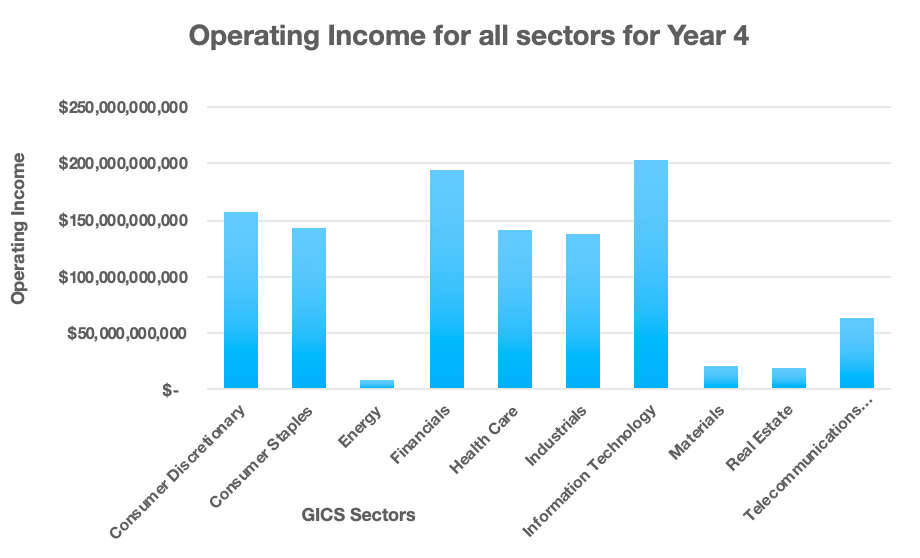 Operating Income for all sectors for Year 4
$250,000,000,000
$200,000,000,000
$150,000,000,000
$100,000,000,000
$50,000,000,000
$-
Operating Income
Consumer Discretionary
Consumer Staples
Energy
Financials
Health Care
Industrials
Information Technology
Materials
Real Estate
Telecommunications…
GICS Sectors